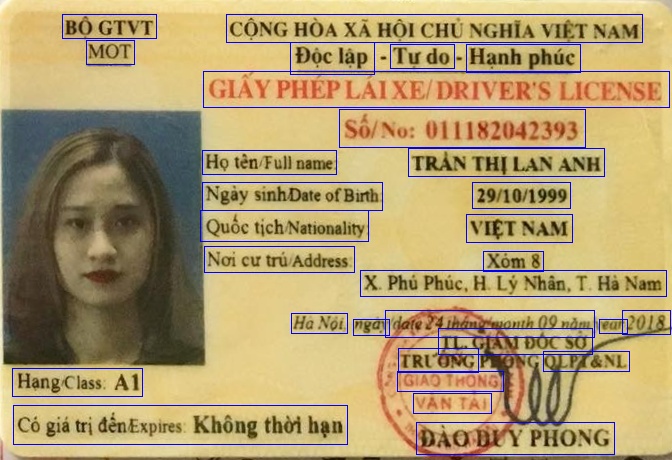 BỘ GTVT
MOT
CỘNG HÒA XÃ HỘI CHỦ NGHĨA VIỆT NAM
Độc lập - Tự do - Hạnh phúc
GIẤY PHÉP LÁI XE/DRIVER'S LICENSE
Số/No: 011182042393
Họ tên/Full name: TRẦN THỊ LAN ANH
Ngày sinh/Date of Birth: 29/10/1999
Quốc tịch/Nationality: VIỆT NAM
Nơi cư trú/Address: Xóm 8
X. Phú Phúc, H. Lý Nhân, T. Hà Nam
Hà Nội, ngày/date 24 tháng/month 09 năm/year 2018
TL. GIÁM ĐỐC SỞ
TRƯỞNG PHÒNG QLPT&NL
GIAO THÔNG
VẬN TẢI
Hạng/Class: A1
Có giá trị đến/Expires: Không thời hạn
ĐÀO DUY PHONG